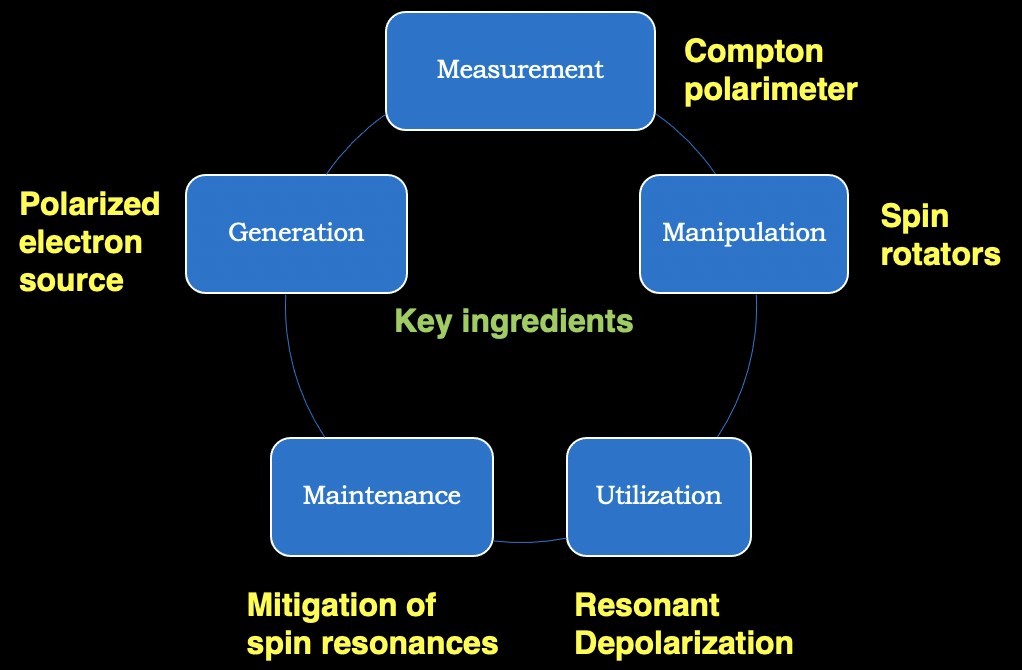 Measurement
Compton
polarimeter
Polarized
electron
source
Generation
Manipulation
Spin
rotators
Key ingredients
Maintenance
Utilization
Mitigation of
spin resonances
Resonant
Depolarization